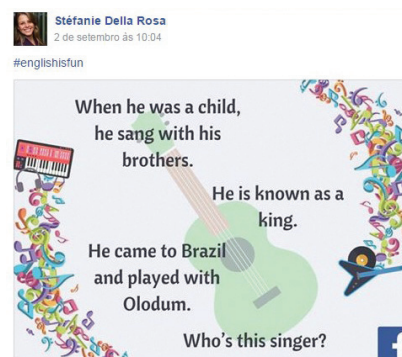 Stéfanie Della Rosa
2 de setembro às 10:04
#englishisfun
When he was a child,
he sang with his
brothers.
He is known as a
king.
He came to Brazil
and played with
Olodum.
Who's this singer?
f